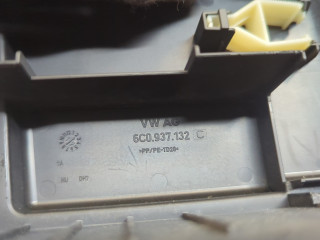 VW AG
6C0.937.132 C
>PP/PE-TD20<